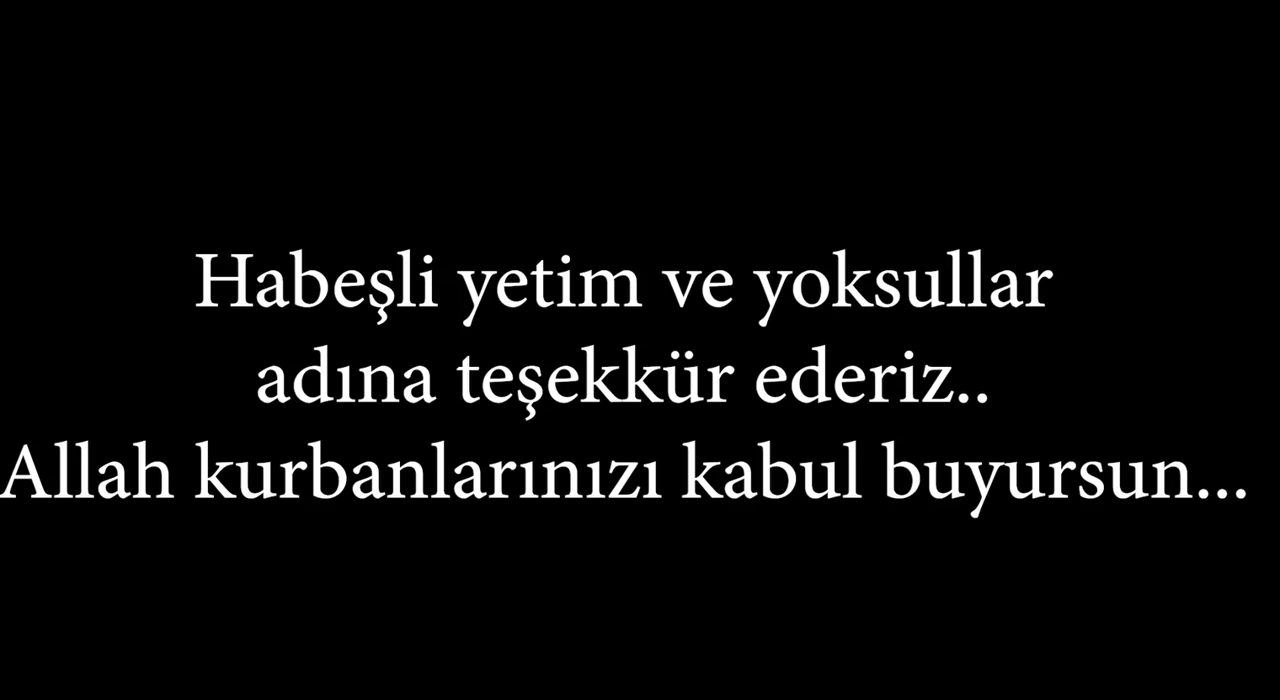 Habeşli yetim ve yoksullar
adına teşekkür ederiz..
Allah kurbanlarınızı kabul buyursun...